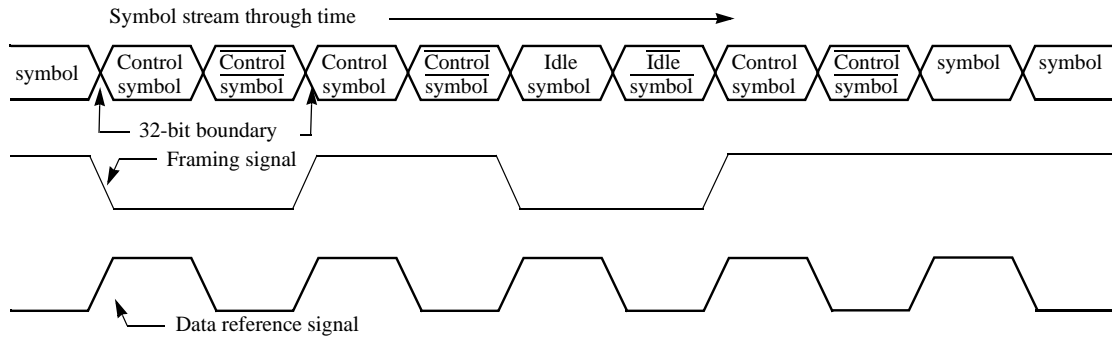 Symbol stream through time
symbol
Control
symbol
Control
symbol
Control
symbol
Control
symbol
Idle
symbol
Idle
symbol
Control
symbol
Control
symbol
symbol
symbol
32-bit boundary
Framing signal
Data reference signal